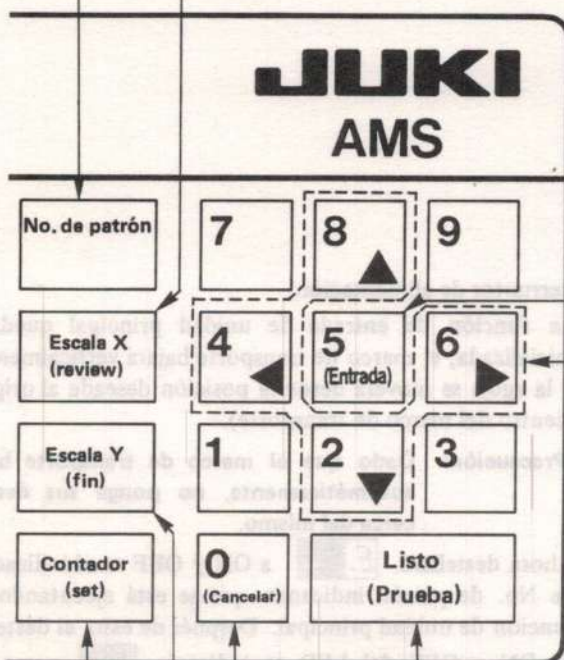 JUKI
AMS
No. de patrón
7
8
9
Escala X
(review)
4
5
(Entrada)
6
Escala Y
(fin)
1
2
3
Contador
(set)
0
(Cancelar)
Listo
(Prueba)